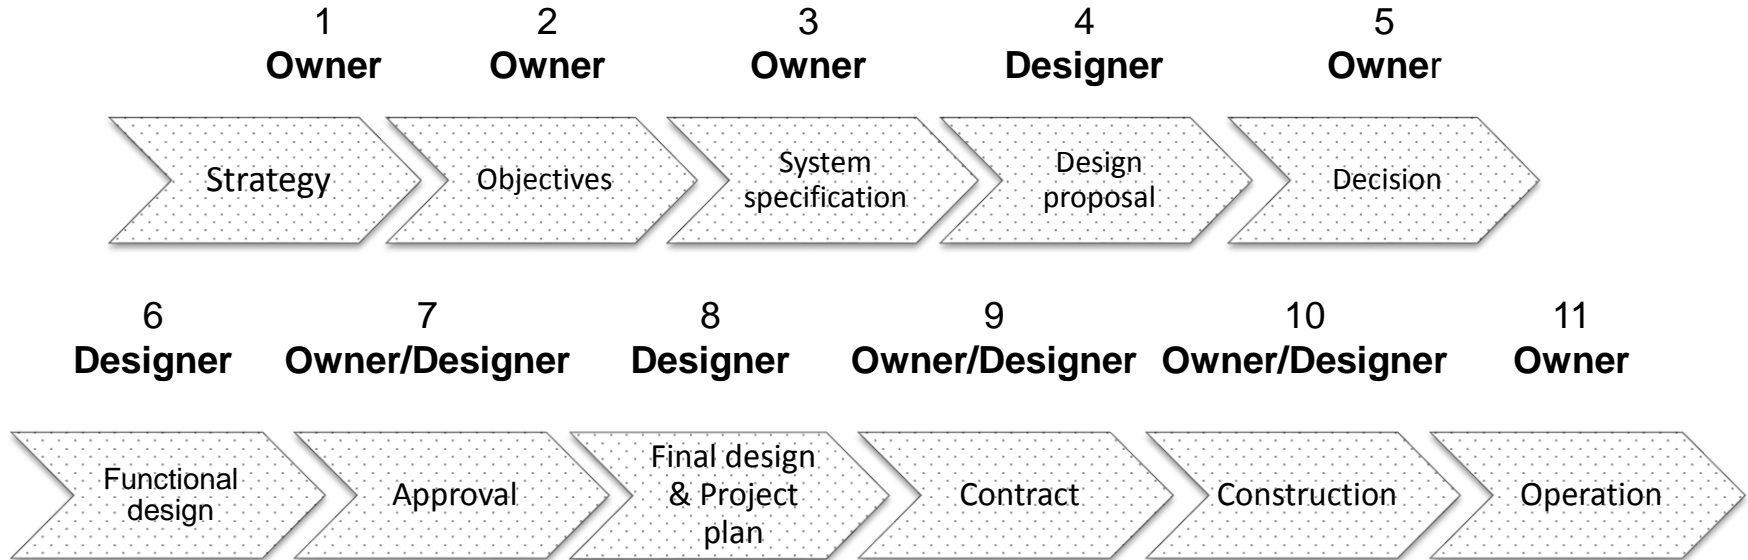 1 2 3 4 5
Owner Owner Owner Designer Owner
Strategy Objectives System specification Design proposal Decision
6 7 8 9 10 11
Designer Owner/Designer Designer Owner/Designer Owner/Designer Owner
Functional design Approval Final design & Project plan Contract Construction Operation